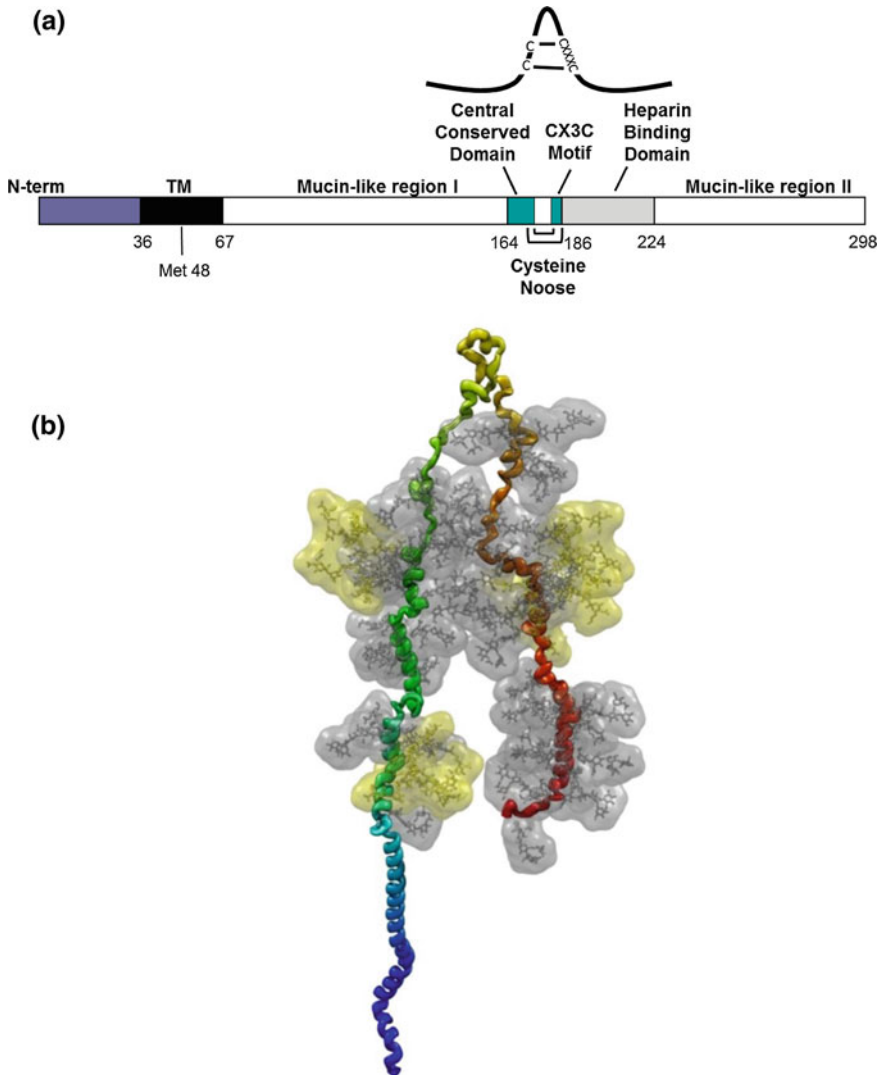 (a)
C CXXXC
C
Central
Conserved
Domain
CX3C
Motif
Heparin
Binding
Domain
N-term
TM
Mucin-like region I
Mucin-like region II
36
67
164
186
224
298
Met 48
Cysteine
Noose
(b)